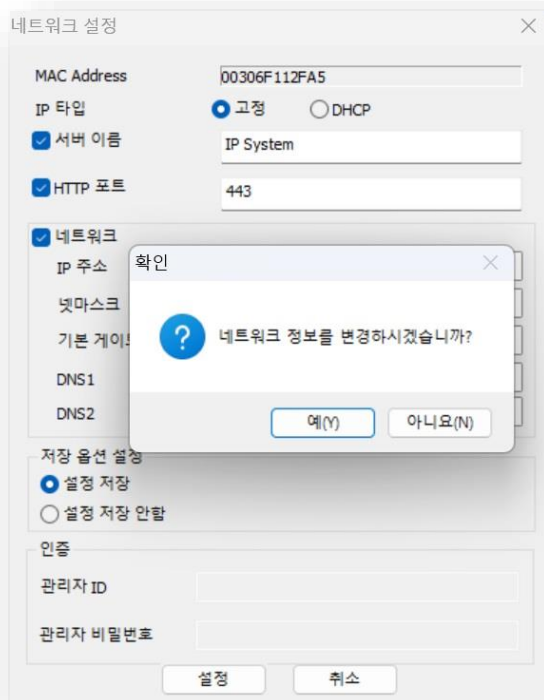 네트워크 설정
MAC Address 00306F112FA5
IP 타입 고정 DHCP
서버 이름 IP System
HTTP 포트 443
네트워크
IP 주소
넷마스크
기본 게이
DNS1
DNS2
확인
네트워크 정보를 변경하시겠습니까?
예(Y) 아니요(N)
저장 옵션 설정
설정 저장
설정 저장 안함
인증
관리자 ID
관리자 비밀번호
설정 취소